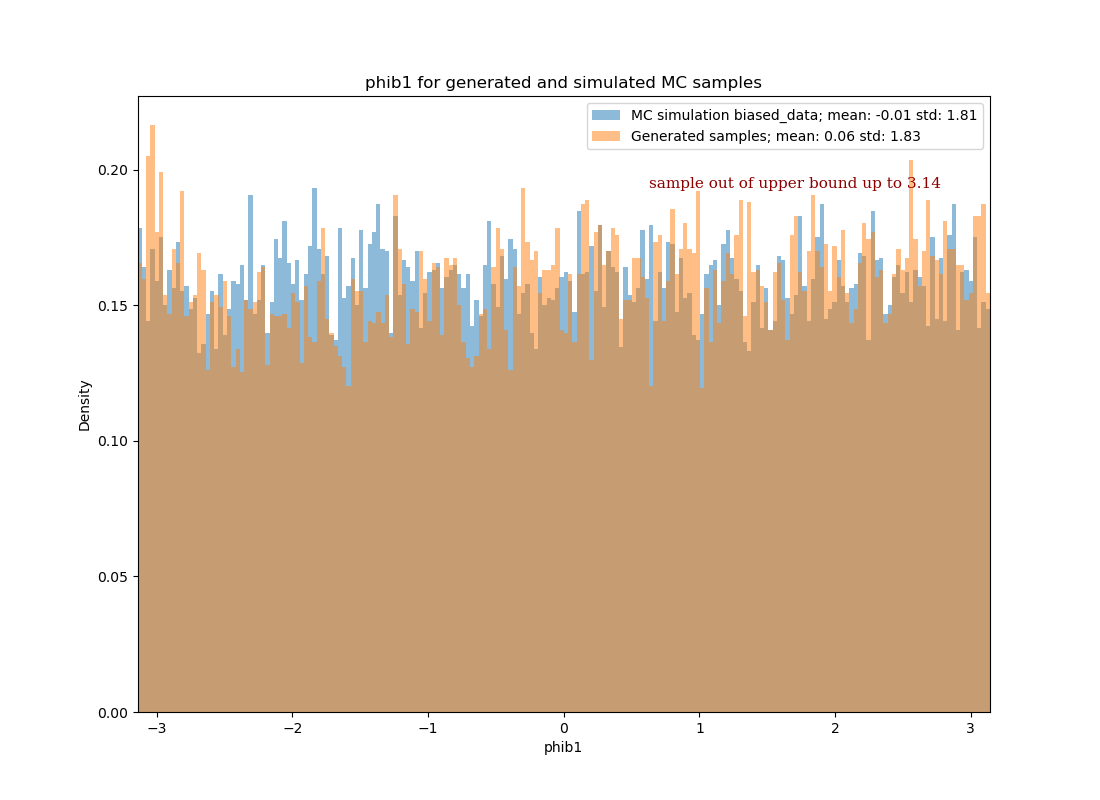 phib1 for generated and simulated MC samples
MC simulation biased_data; mean: -0.01 std: 1.81
Generated samples; mean: 0.06 std: 1.83
sample out of upper bound up to 3.14
Density
0.20
0.15
0.10
0.05
0.00
−3
−2
−1
0
1
2
3
phib1